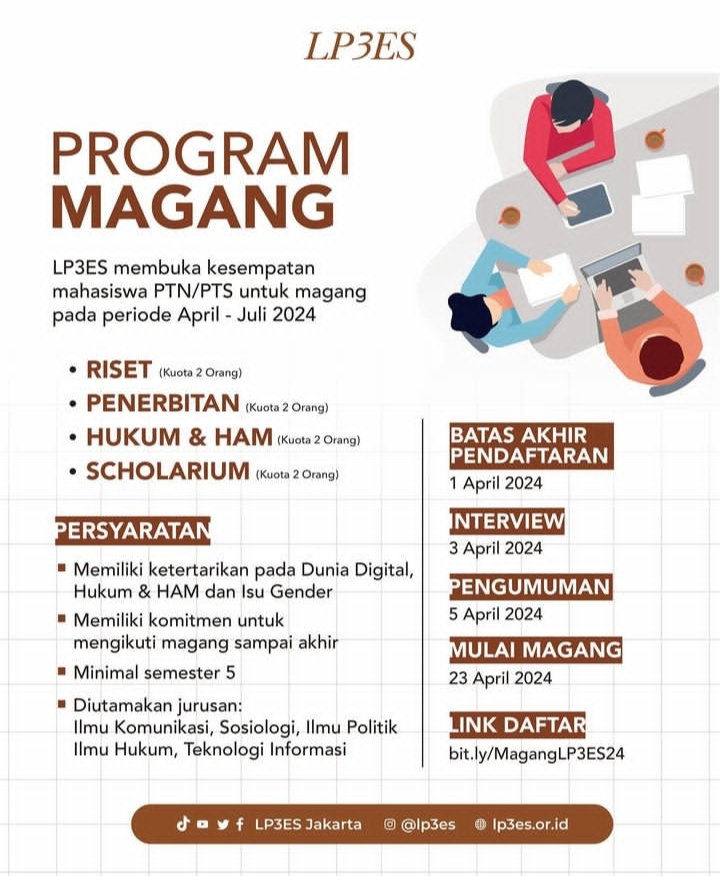 LP3ES
PROGRAM
MAGANG
LP3ES membuka kesempatan
mahasiswa PTN/PTS untuk magang
pada periode April - Juli 2024
• RISET (Kuota 2 Orang)
• PENERBITAN (Kuota 2 Orang)
• HUKUM & HAM (Kuota 2 Orang)
• SCHOLARIUM (Kuota 2 Orang)
PERSYARATAN
Memiliki ketertarikan pada Dunia Digital,
Hukum & HAM dan Isu Gender
Memiliki komitmen untuk
mengikuti magang sampai akhir
Minimal semester 5
Diutamakan jurusan:
Ilmu Komunikasi, Sosiologi, Ilmu Politik
Ilmu Hukum, Teknologi Informasi
BATAS AKHIR
PENDAFTARAN
1 April 2024
INTERVIEW
3 April 2024
PENGUMUMAN
5 April 2024
MULAI MAGANG
23 April 2024
LINK DAFTAR
bit.ly/MagangLP3ES24
LP3ES Jakarta @lp3es lp3es.or.id